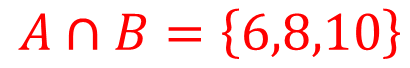 A ∩ B = {6,8,10}